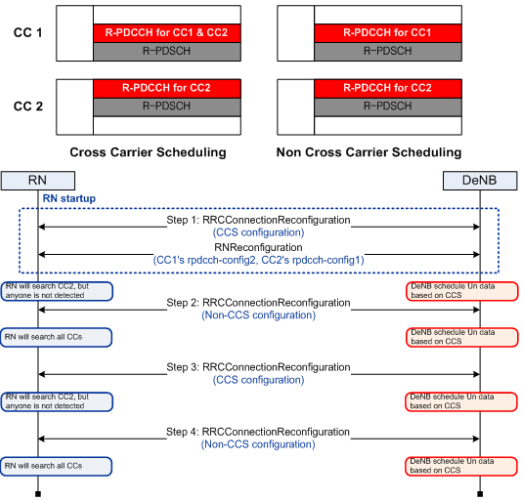 CC 1
R-PDCCH for CC1 & CC2
R-PDSCH
R-PDCCH for CC1
R-PDSCH
CC 2
R-PDCCH for CC2
R-PDSCH
R-PDCCH for CC2
R-PDSCH
Cross Carrier Scheduling
Non Cross Carrier Scheduling
RN
DeNB
RN startup
Step 1: RRCConnectionReconfiguration
(CCS configuration)
RNReconfiguration
(CC1's rpdcch-config2, CC2's rpdcch-config1)
RN will search CC2, but
anyone is not detected
DeNB schedule Un data
based on CCS
Step 2: RRCConnectionReconfiguration
(Non-CCS configuration)
RN will search all CCs
DeNB schedule Un data
based on CCS
Step 3: RRCConnectionReconfiguration
(CCS configuration)
RN will search CC2, but
anyone is not detected
DeNB schedule Un data
based on CCS
Step 4: RRCConnectionReconfiguration
(Non-CCS configuration)
RN will search all CCs
DeNB schedule Un data
based on CCS